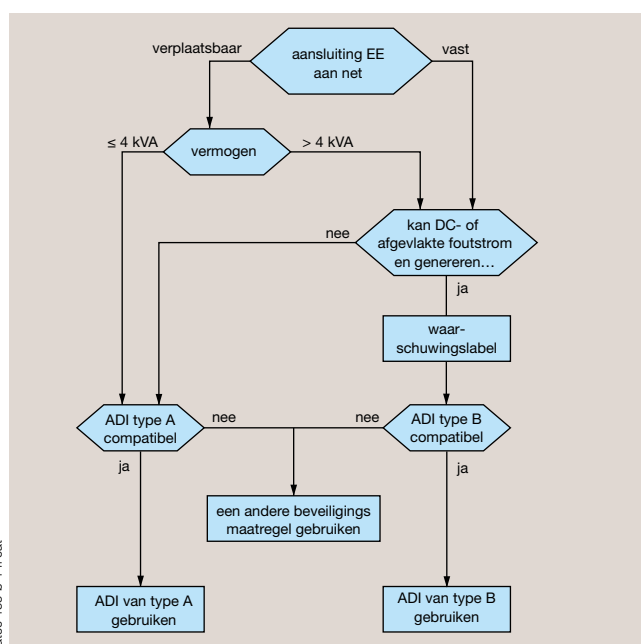 verplaatsbaar
aansluiting EE
aan net
vast
≤ 4 kVA
vermogen
> 4 kVA
nee
kan DC- of
afgevlakte foutstrom
en genereren...
ja
waar-
schuwingslabel
ADI type A
compatibel
nee
nee
ADI type B
compatibel
ja
ja
een andere beveiligings
maatregel gebruiken
ADI van type A
gebruiken
ADI van type B
gebruiken